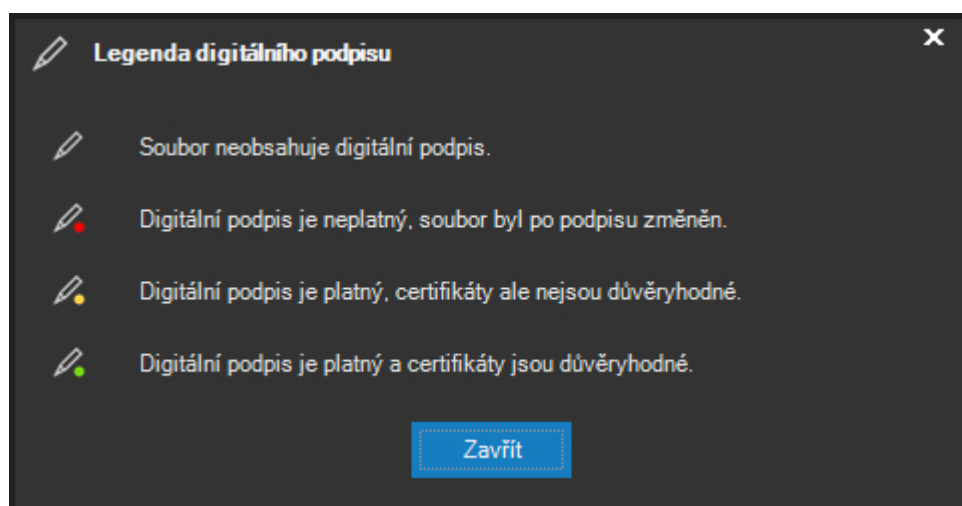 Legenda digitálního podpisu
Soubor neobsahuje digitální podpis.
Digitální podpis je neplatný, soubor byl po podpisu změněn.
Digitální podpis je platný, certifikáty ale nejsou důvěryhodné.
Digitální podpis je platný a certifikáty jsou důvěryhodné.
Zavřít